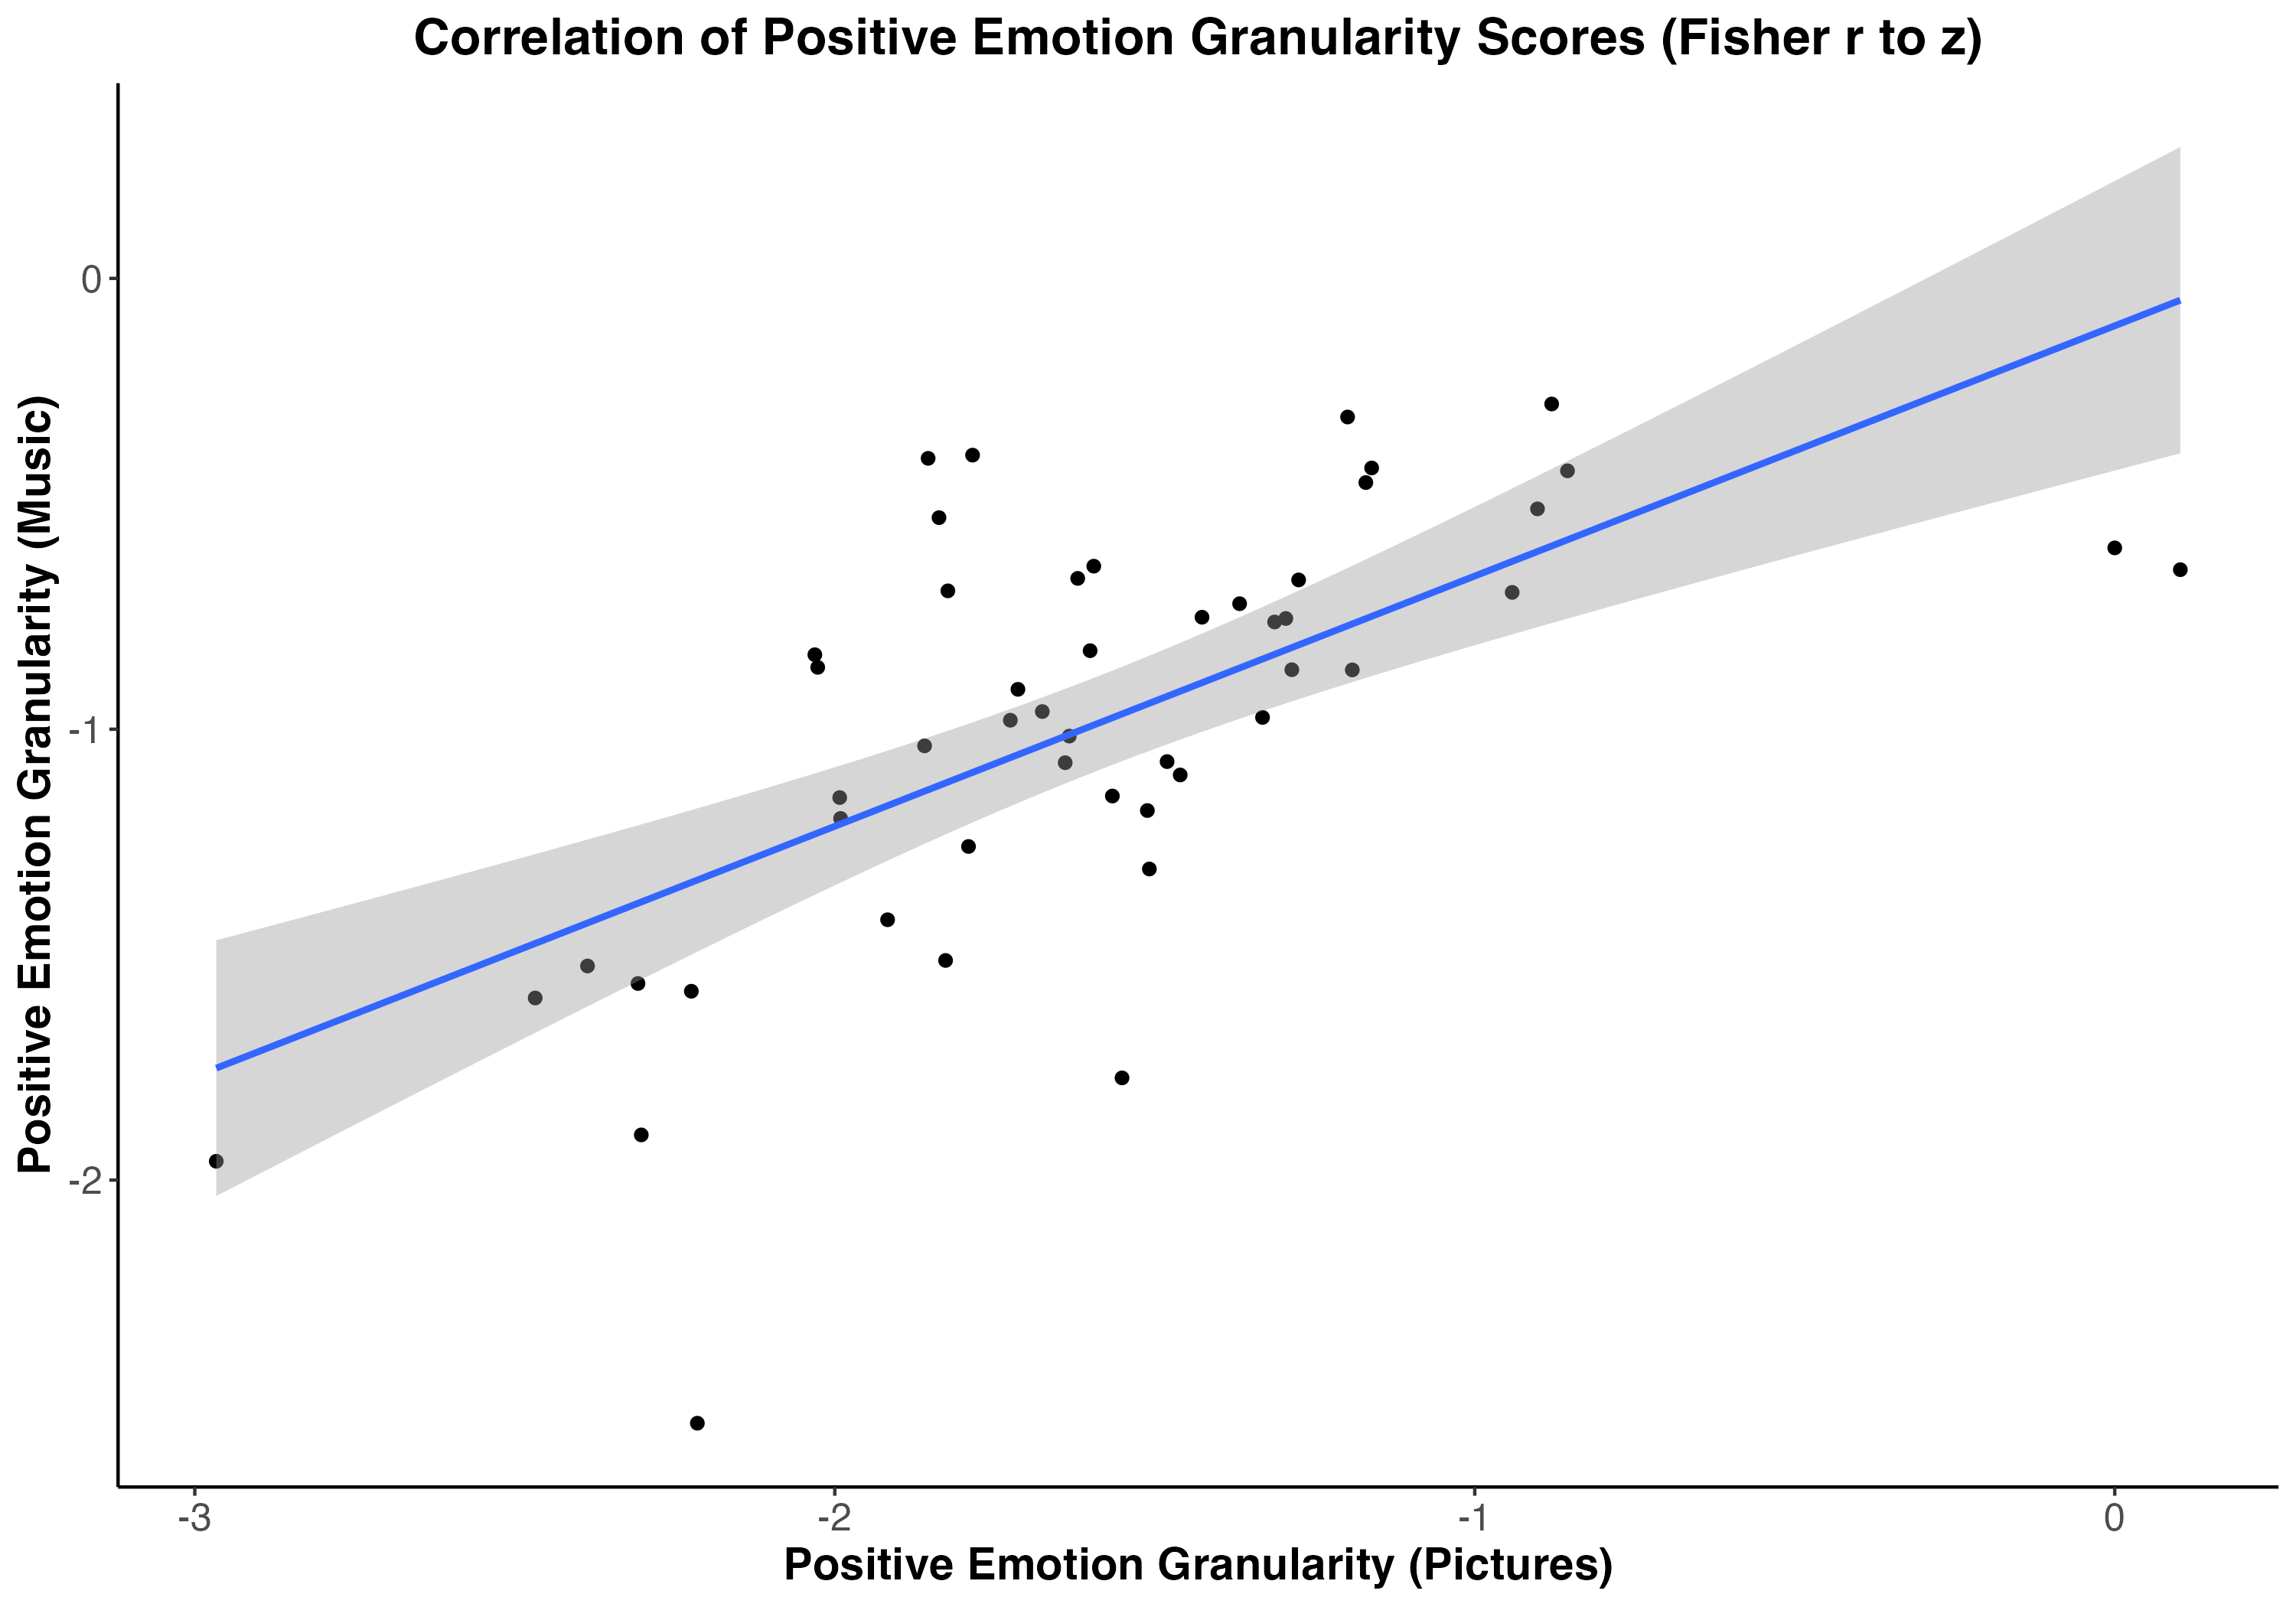 Correlation of Positive Emotion Granularity Scores (Fisher r to z)
Positive Emotion Granularity (Music)
0
-1
-2
-3
-2
-1
0
Positive Emotion Granularity (Pictures)